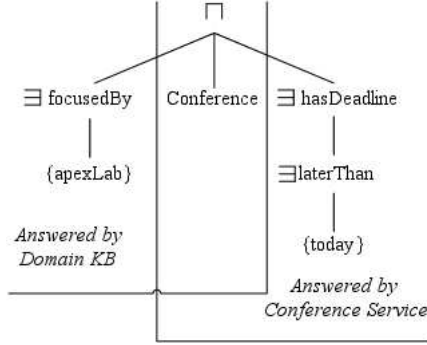 ⊓
∃ focusedBy Conference ∃ hasDeadline
{apexLab} ∃laterThan
Answered by
Domain KB
{today}
Answered by
Conference Service